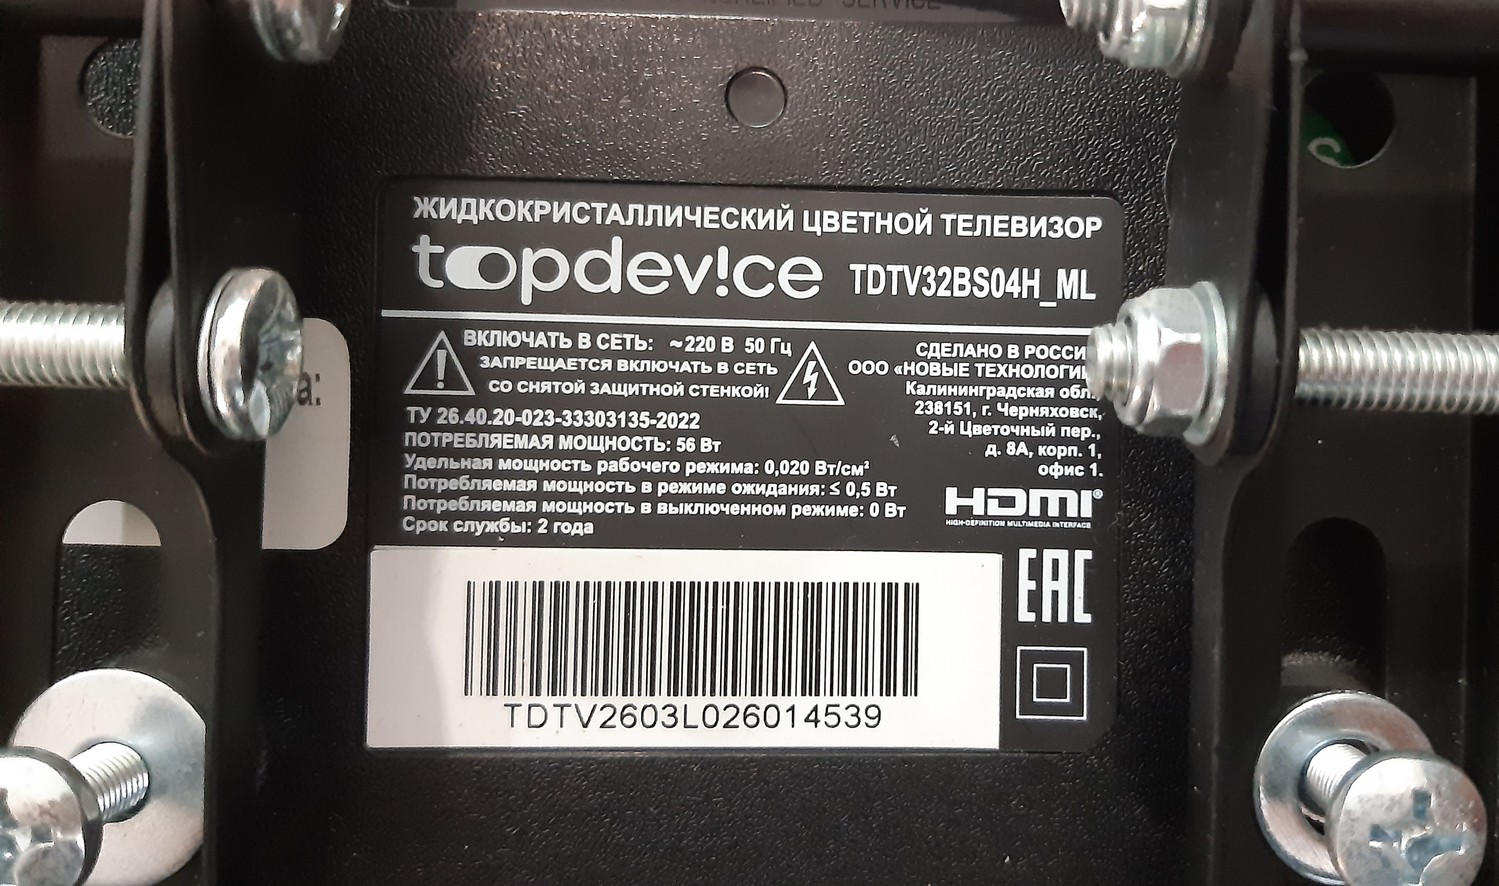 SERVICE
ЖИДКОКРИСТАЛЛИЧЕСКИЙ ЦВЕТНОЙ ТЕЛЕВИЗОР
topdev!ce TDTV32BS04H_ML
ВКЛЮЧАТЬ В СЕТЬ: ~220 В 50 Гц
ЗАПРЕЩАЕТСЯ ВКЛЮЧАТЬ В СЕТЬ
СО СНЯТОЙ ЗАЩИТНОЙ СТЕНКОЙ!
ТУ 26.40.20-023-33303135-2022
ПОТРЕБЛЯЕМАЯ МОЩНОСТЬ: 56 Вт
Удельная мощность рабочего режима: 0,020 Вт/см²
Потребляемая мощность в режиме ожидания: ≤ 0,5 Вт
Потребляемая мощность в выключенном режиме: 0 Вт
Срок службы: 2 года
СДЕЛАНО В РОССИ
ООО «НОВЫЕ ТЕХНОЛОГИИ
Калининградская обл.,
238151, г. Черняховск,
2-й Цветочный пер.,
д. 8А, корп. 1,
офис 1.
HDMI®
HIGH-DEFINITION MULTIMEDIA INTERFACE
EAC
TDTV2603L026014539
а: